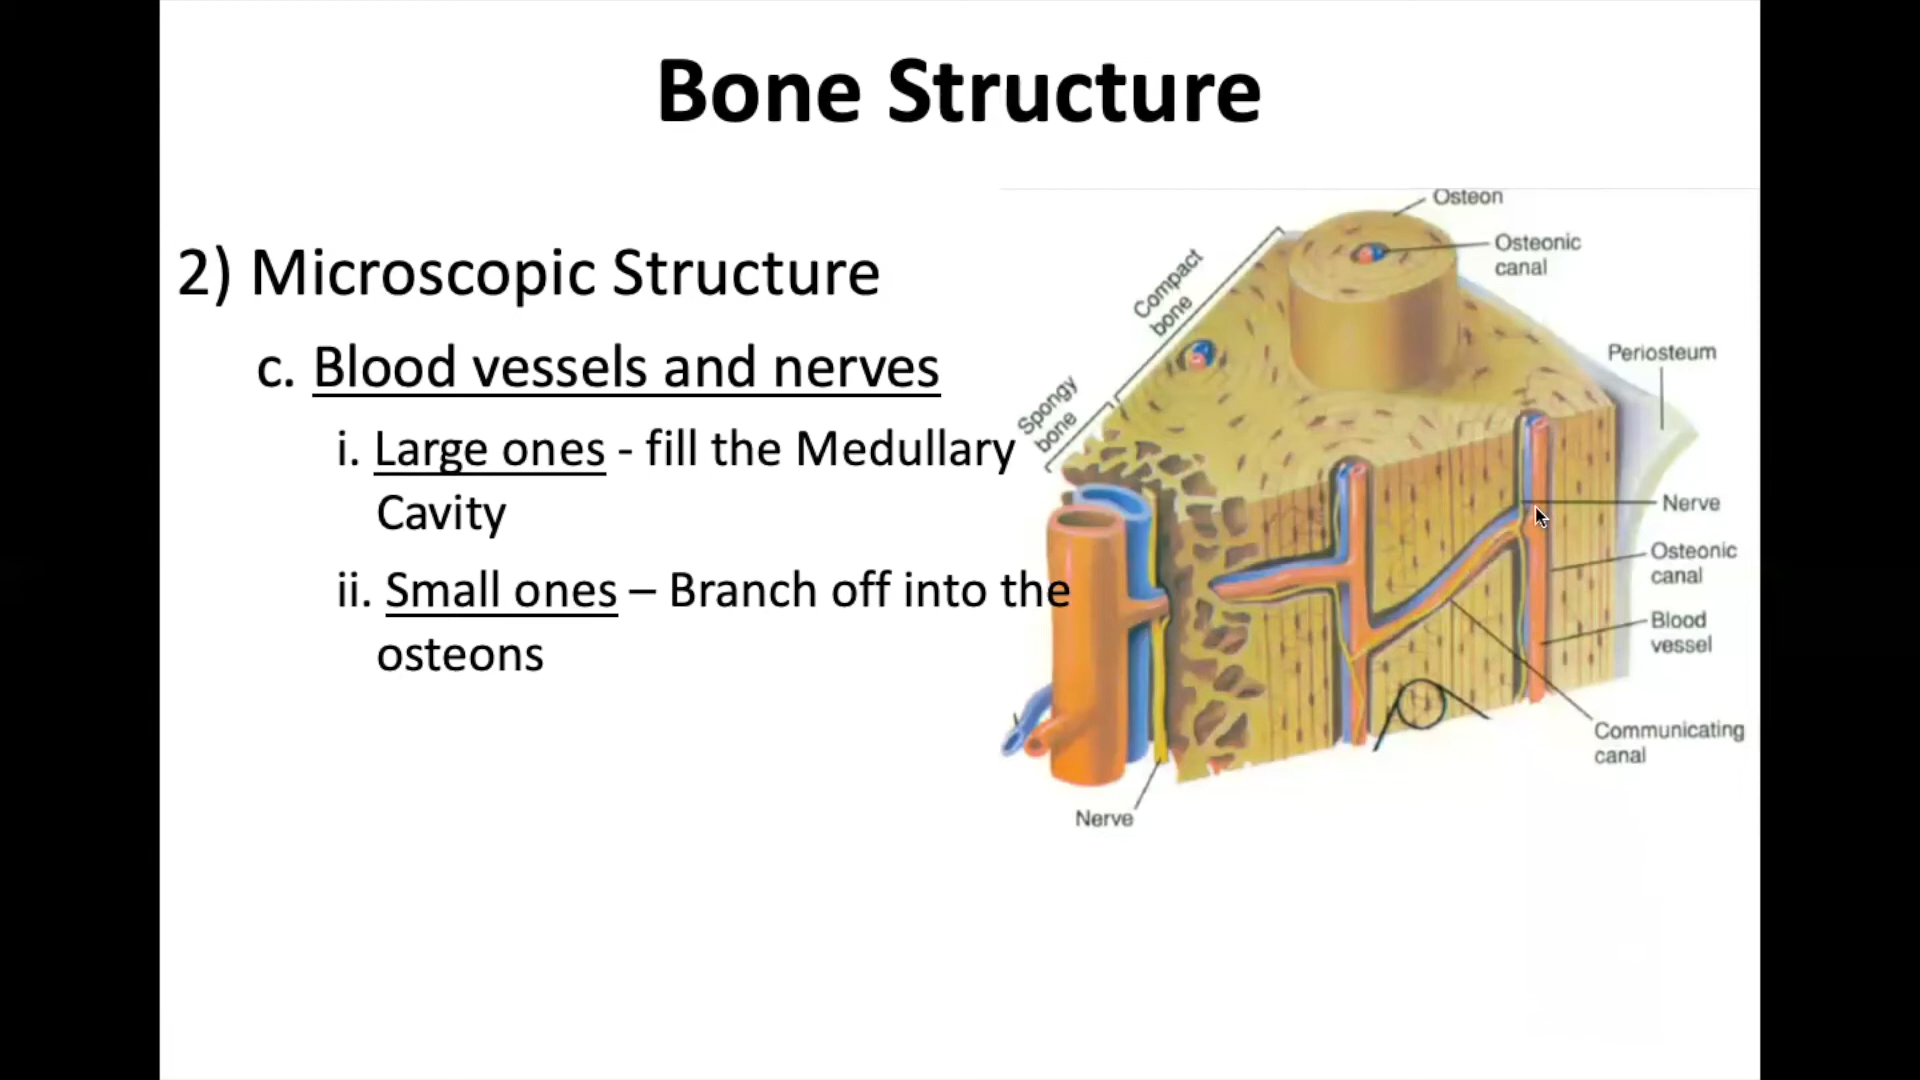 Bone Structure
2) Microscopic Structure
c. Blood vessels and nerves
i. Large ones - fill the Medullary
Cavity
ii. Small ones – Branch off into the
osteons
Osteon
Osteonic
canal
Compact
bone
Spongy
bone
Periosteum
Nerve
Osteonic
canal
Blood
vessel
Communicating
canal
Nerve